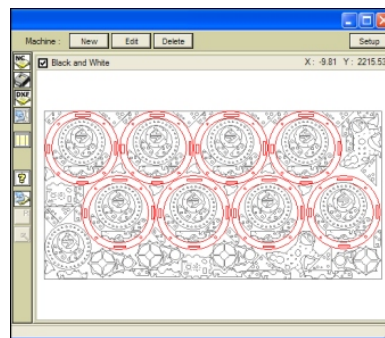 Machine : New Edit Delete Setup
NC
Black and White X : -9.81 Y : 2215.53
DXF